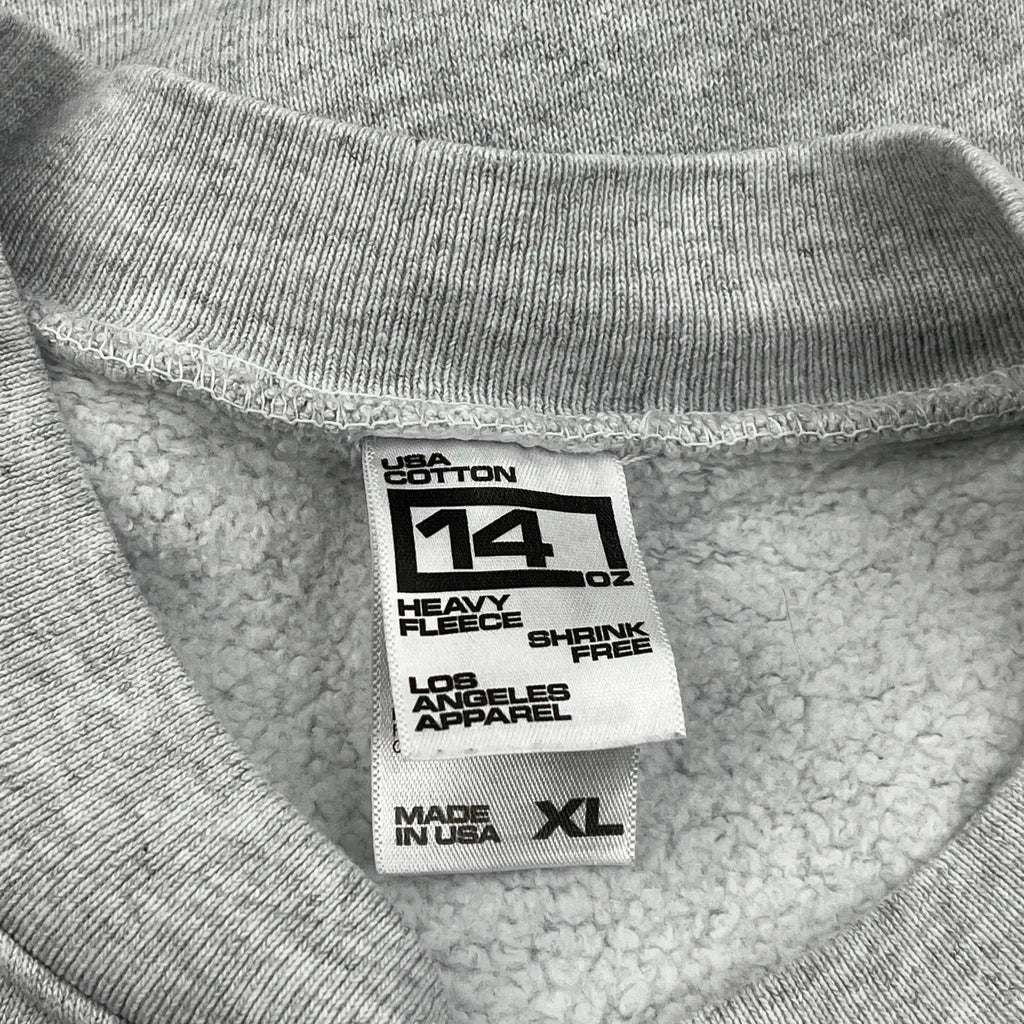 USA
COTTON
14
OZ
HEAVY
FLEECE
SHRINK
FREE
LOS
ANGELES
APPAREL
MADE
IN USA
XL